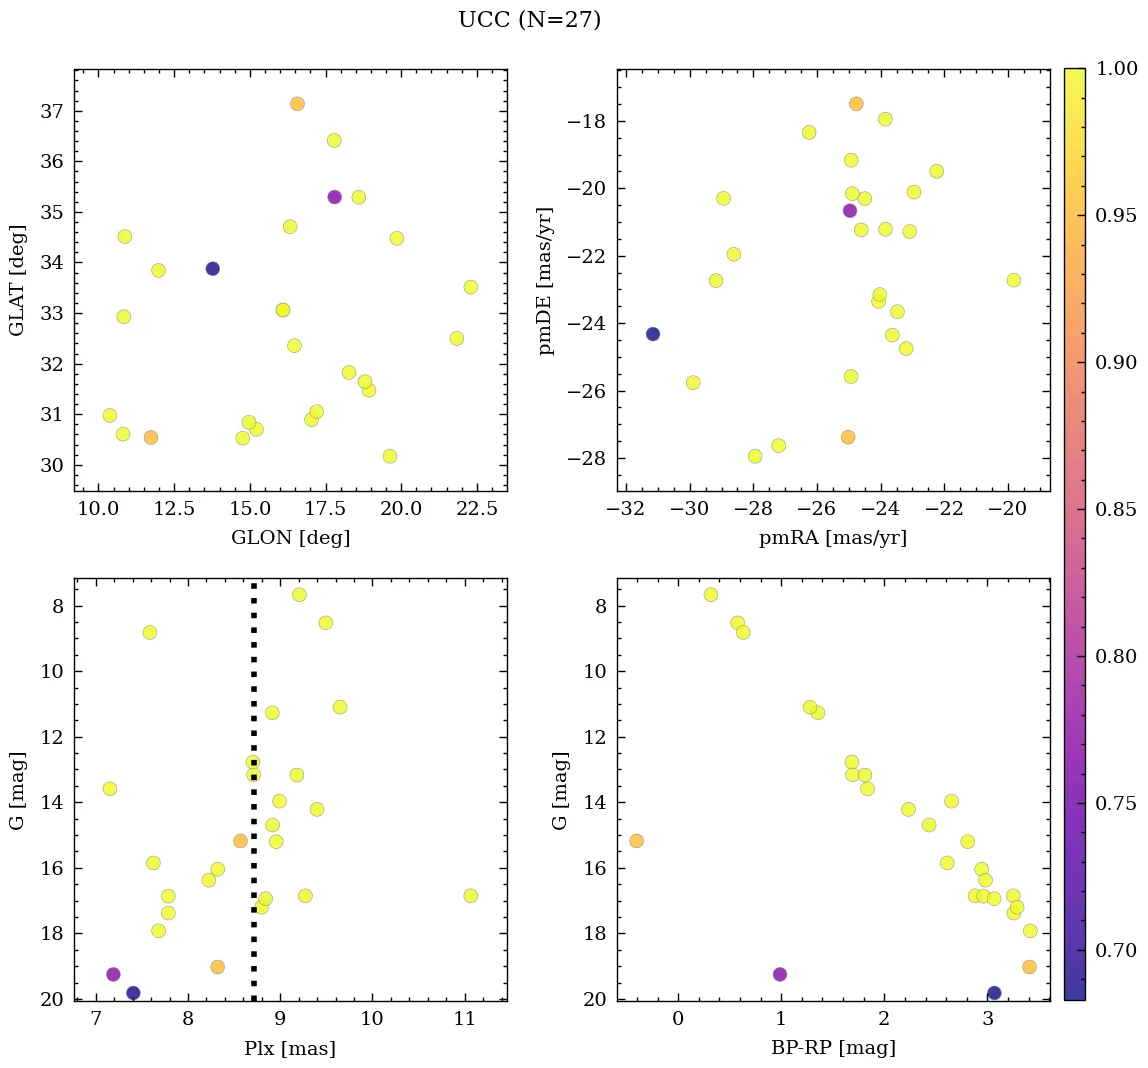 UCC (N=27)
37
36
35
34
33
32
31
30
GLAT [deg]
10.0 12.5 15.0 17.5 20.0 22.5
GLON [deg]
−18
−20
−22
−24
−26
−28
pmDE [mas/yr]
−32 −30 −28 −26 −24 −22 −20
pmRA [mas/yr]
8
10
12
14
16
18
20
G [mag]
7 8 9 10 11
Plx [mas]
8
10
12
14
16
18
20
G [mag]
0 1 2 3
BP-RP [mag]
1.00
0.95
0.90
0.85
0.80
0.75
0.70